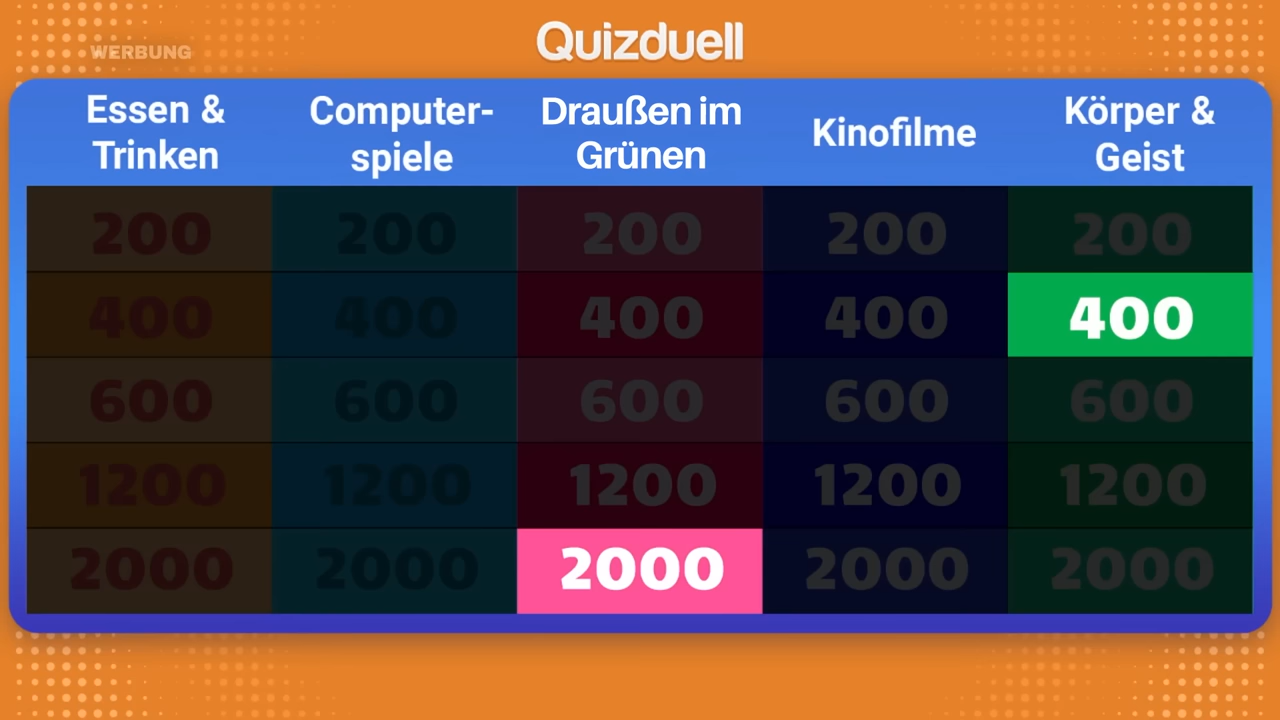 WERBUNG
Quizduell
Essen &
Trinken
Computer-
spiele
Draußen im
Grünen
Kinofilme
Körper &
Geist
200 200 200 200 200
400 400 400 400 400
600 600 600 600 600
1200 1200 1200 1200 1200
2000 2000 2000 2000 2000